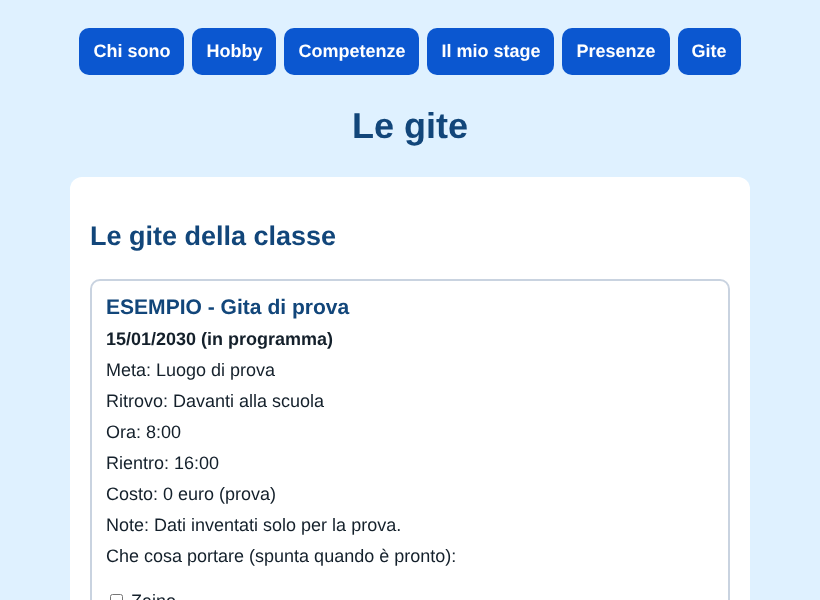 Chi sono Hobby Competenze Il mio stage Presenze Gite
Le gite
Le gite della classe
ESEMPIO - Gita di prova
15/01/2030 (in programma)
Meta: Luogo di prova
Ritrovo: Davanti alla scuola
Ora: 8:00
Rientro: 16:00
Costo: 0 euro (prova)
Note: Dati inventati solo per la prova.
Che cosa portare (spunta quando è pronto):
Zaino